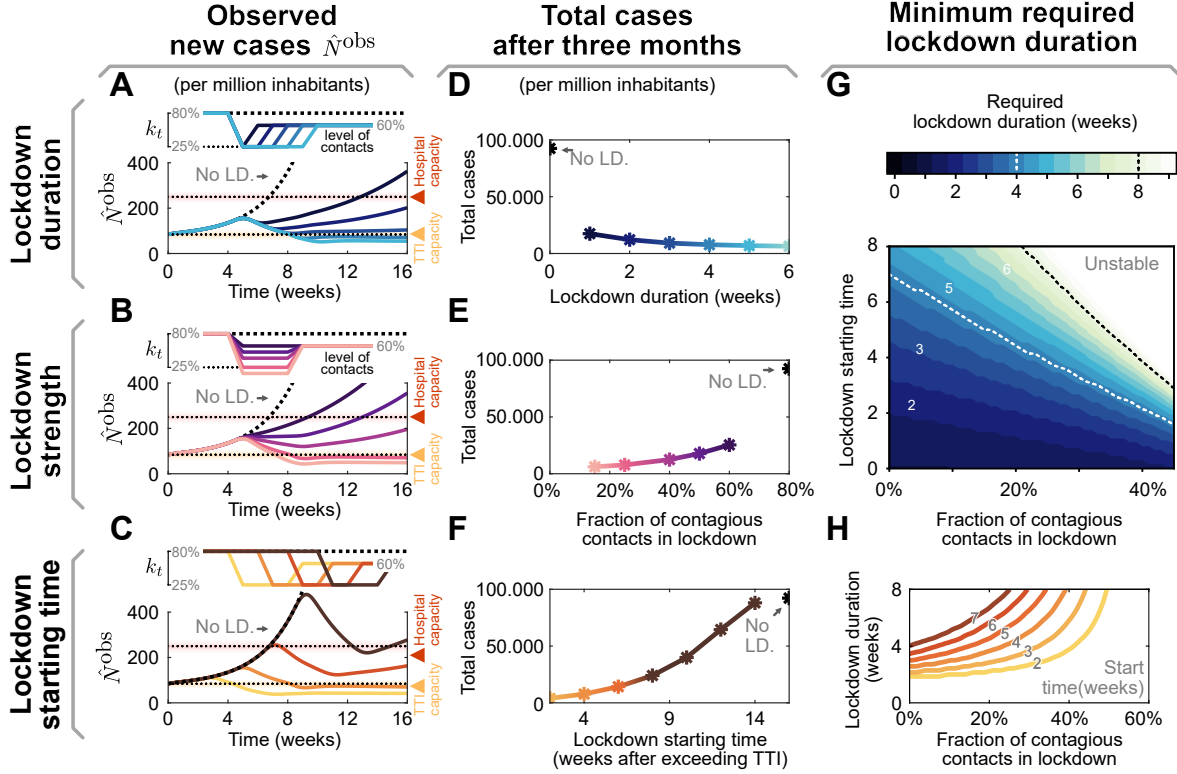 Observed
new cases N̂ᵒᵇˢ
Total cases
after three months
Minimum required
lockdown duration
Lockdown
duration
A
(per million inhabitants)
80%
kₜ
25%
60%
level of
contacts
Hospital
capacity
TTI
capacity
400
No LD.
N̂ᵒᵇˢ
200
0
0 4 8 12 16
Time (weeks)
D
(per million inhabitants)
Total cases
100.000
No LD.
50.000
0
0 2 4 6
Lockdown duration (weeks)
G
Required
lockdown duration (weeks)
0 2 4 6 8
Lockdown starting time
8
6
4
2
0
Unstable
6
5
3
2
0% 20% 40%
Fraction of contagious
contacts in lockdown
Lockdown
strength
B
80%
kₜ
25%
60%
level of
contacts
Hospital
capacity
TTI
capacity
400
No LD.
N̂ᵒᵇˢ
200
0
0 4 8 12 16
Time (weeks)
E
Total cases
100.000
No LD.
50.000
0
0% 20% 40% 60% 80%
Fraction of contagious
contacts in lockdown
Lockdown
starting time
C
80%
kₜ
25%
60%
Hospital
capacity
TTI
capacity
400
No LD.
N̂ᵒᵇˢ
200
0
0 4 8 12 16
Time (weeks)
F
Total cases
100.000
No
LD.
50.000
0
4 9 14
Lockdown starting time
(weeks after exceeding TTI)
H
Lockdown duration
(weeks)
8
4
0
7
6
5
4
3
2
Start
time(weeks)
0% 20% 40% 60%
Fraction of contagious
contacts in lockdown